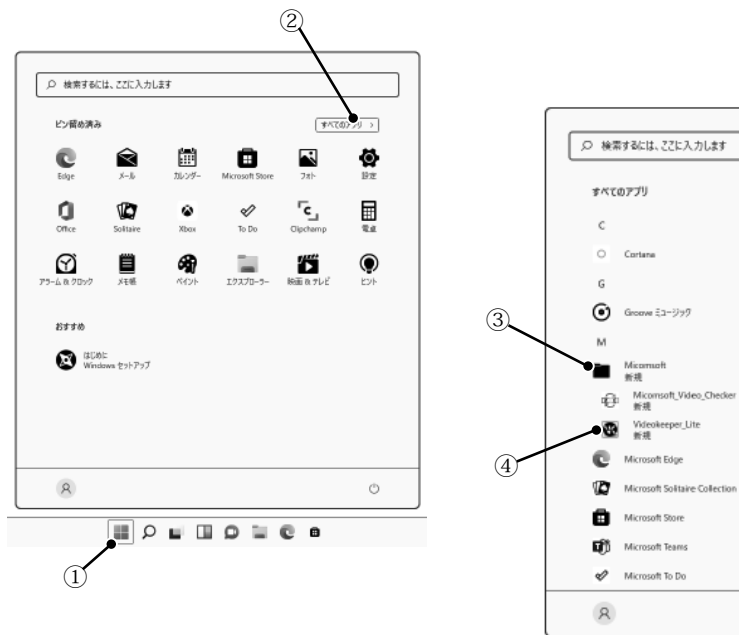 ②
検索するには、ここに入力します
ピン留め済み
すべてのアプリ >
Edge
メール
カレンダー
Microsoft Store
フォト
設定
Office
Solitaire
Xbox
To Do
Clipchamp
電卓
アラーム & クロック
メモ帳
ペイント
エクスプローラー
映画 & テレビ
ヒント
おすすめ
はじめに
Windows セットアップ
①
検索するには、ここに入力します
すべてのアプリ
C
Cortana
G
Groove ミュージック
M
③
Micomsoft
新規
Micomsoft_Video_Checker
新規
Videokeeper_Lite
新規
④
Microsoft Edge
Microsoft Solitaire Collection
Microsoft Store
Microsoft Teams
Microsoft To Do